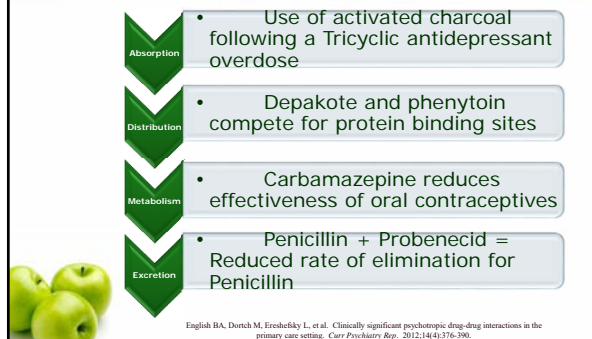 Absorption
• Use of activated charcoal
following a Tricyclic antidepressant
overdose
Distribution
• Depakote and phenytoin
compete for protein binding sites
Metabolism
• Carbamazepine reduces
effectiveness of oral contraceptives
Excretion
• Penicillin + Probenecid =
Reduced rate of elimination for
Penicillin
English BA, Dortch M, Ereshefsky L, et al. Clinically significant psychotropic drug-drug interactions in the
primary care setting. Curr Psychiatry Rep. 2012;14(4):376-390.